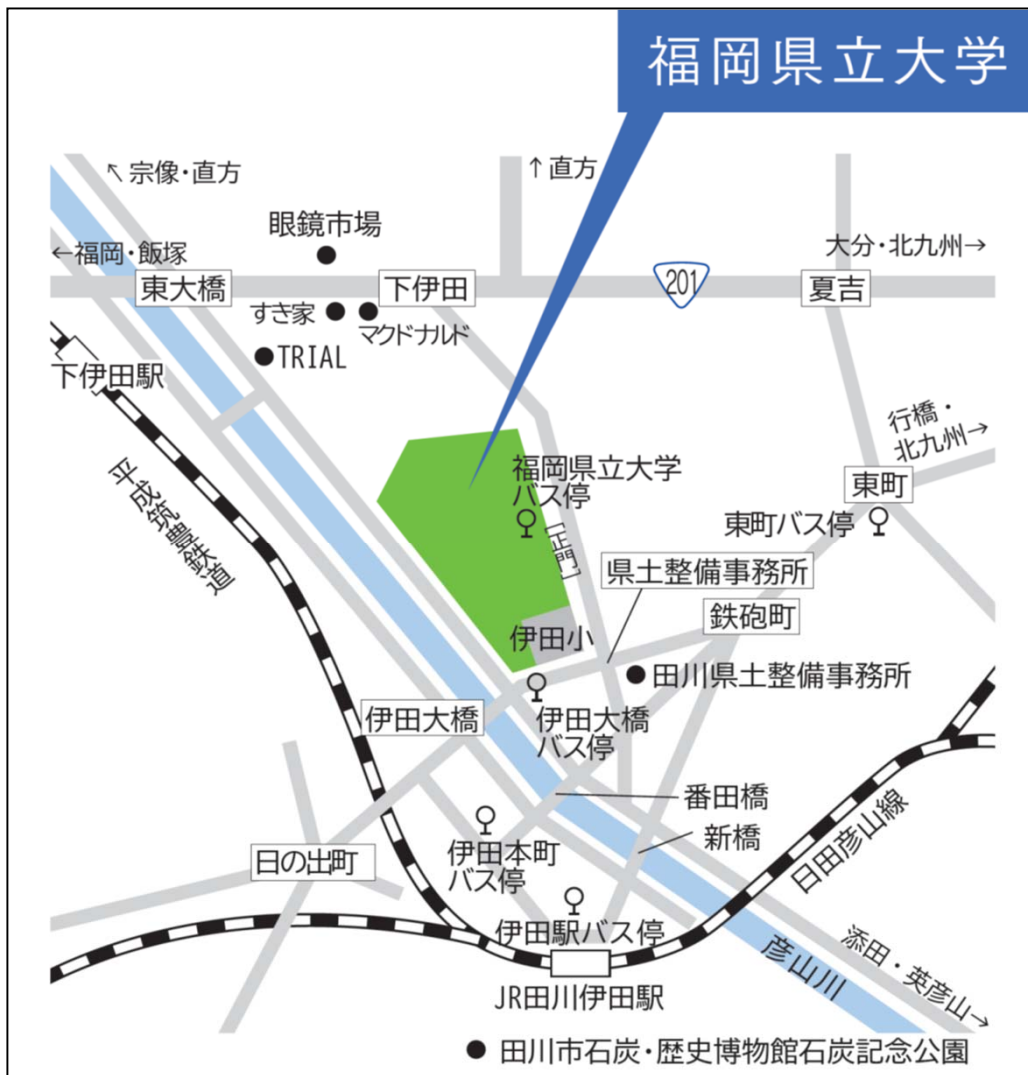 福岡県立大学
↖宗像・直方
↑直方
眼鏡市場
←福岡・飯塚
大分・北九州→
東大橋
下伊田
201
夏吉
すき家
マクドナルド
TRIAL
下伊田駅
行橋・
北九州→
平成筑豊鉄道
福岡県立大学
バス停
東町
東町バス停
[正門]
県土整備事務所
鉄砲町
伊田小
田川県土整備事務所
伊田大橋
伊田大橋
バス停
番田橋
新橋
日田彦山線
伊田本町
バス停
日の出町
伊田駅バス停
彦山川
添田・英彦山→
JR田川伊田駅
田川市石炭・歴史博物館石炭記念公園